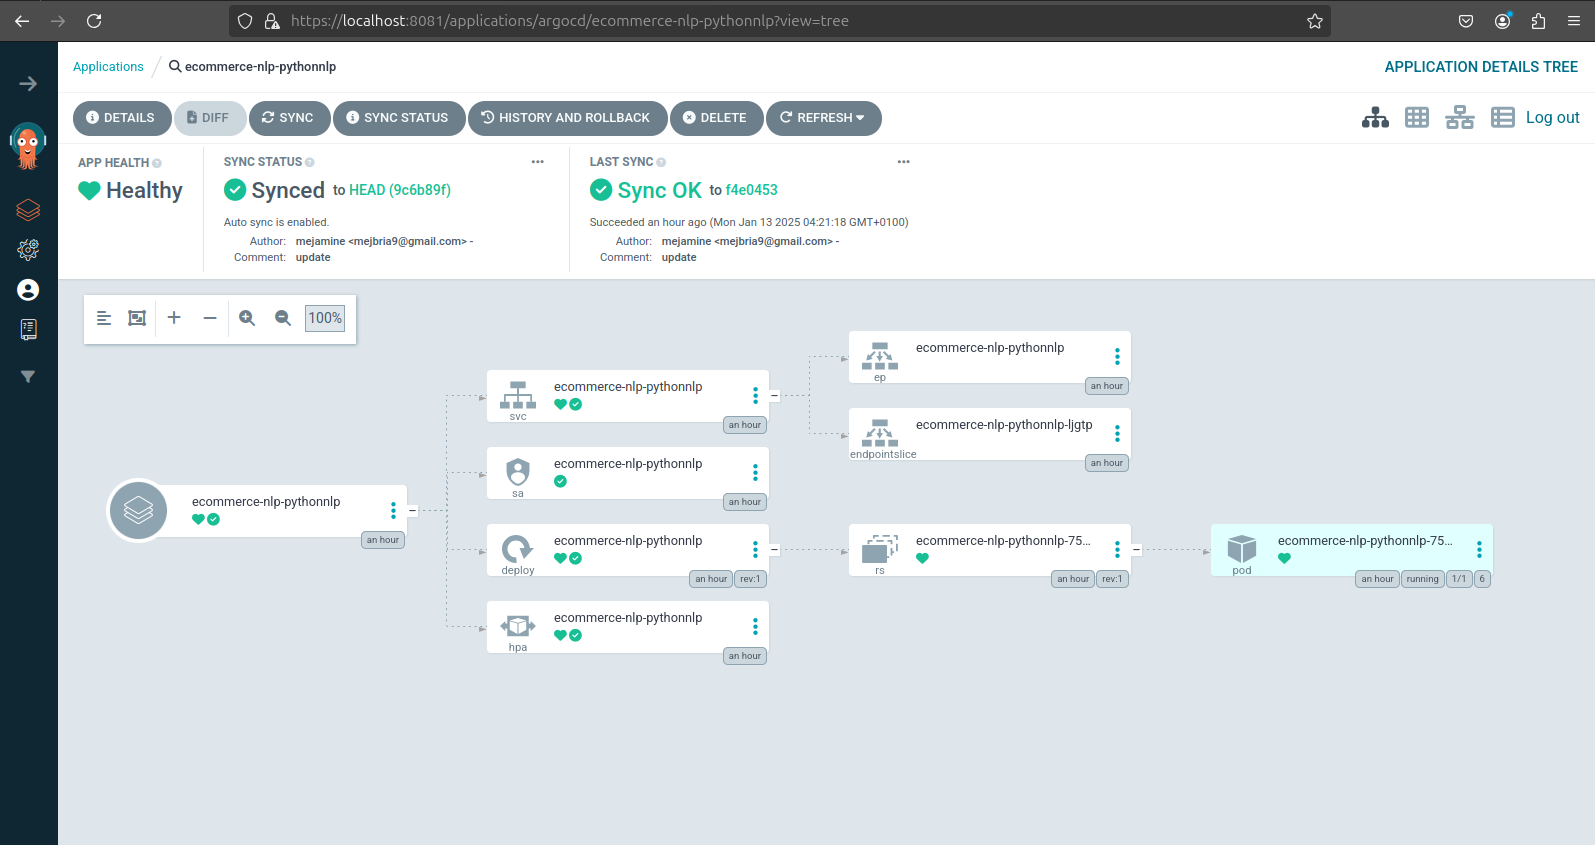 https://localhost:8081/applications/argocd/ecommerce-nlp-pythonnlp?view=tree
Applications / ecommerce-nlp-pythonnlp
APPLICATION DETAILS TREE
DETAILS
DIFF
SYNC
SYNC STATUS
HISTORY AND ROLLBACK
DELETE
REFRESH
Log out
APP HEALTH
Healthy
SYNC STATUS
Synced to HEAD (9c6b89f)
Auto sync is enabled.
Author: mejamine <mejbria9@gmail.com> -
Comment: update
LAST SYNC
Sync OK to f4e0453
Succeeded an hour ago (Mon Jan 13 2025 04:21:18 GMT+0100)
Author: mejamine <mejbria9@gmail.com> -
Comment: update
100%
ecommerce-nlp-pythonnlp
an hour
ecommerce-nlp-pythonnlp
svc
an hour
ecommerce-nlp-pythonnlp
sa
an hour
ecommerce-nlp-pythonnlp
deploy
an hour
rev:1
ecommerce-nlp-pythonnlp
hpa
an hour
ecommerce-nlp-pythonnlp
ep
an hour
ecommerce-nlp-pythonnlp-ljgtp
endpointslice
an hour
ecommerce-nlp-pythonnlp-75...
rs
an hour
rev:1
ecommerce-nlp-pythonnlp-75...
pod
an hour
running
1/1
6